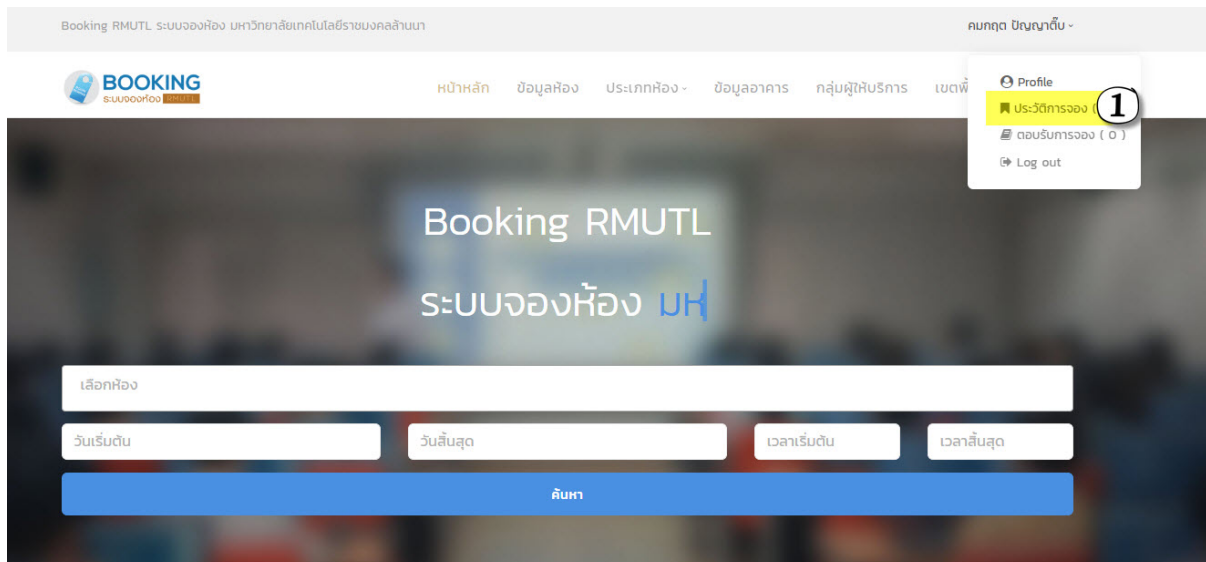 Booking RMUTL ระบบจองห้อง มหาวิทยาลัยเทคโนโลยีราชมงคลล้านนา
คมกฤต ปัญญาติ๊บ
BOOKING
ระบบจองห้อง RMUTL
หน้าหลัก ข้อมูลห้อง ประเภทห้อง ข้อมูลอาคาร กลุ่มผู้ให้บริการ เขตพื้
Profile
ประวัติการจอง (
1
ตอบรับการจอง ( 0 )
Log out
Booking RMUTL
ระบบจองห้อง มห
เลือกห้อง
วันเริ่มต้น วันสิ้นสุด เวลาเริ่มต้น เวลาสิ้นสุด
ค้นหา